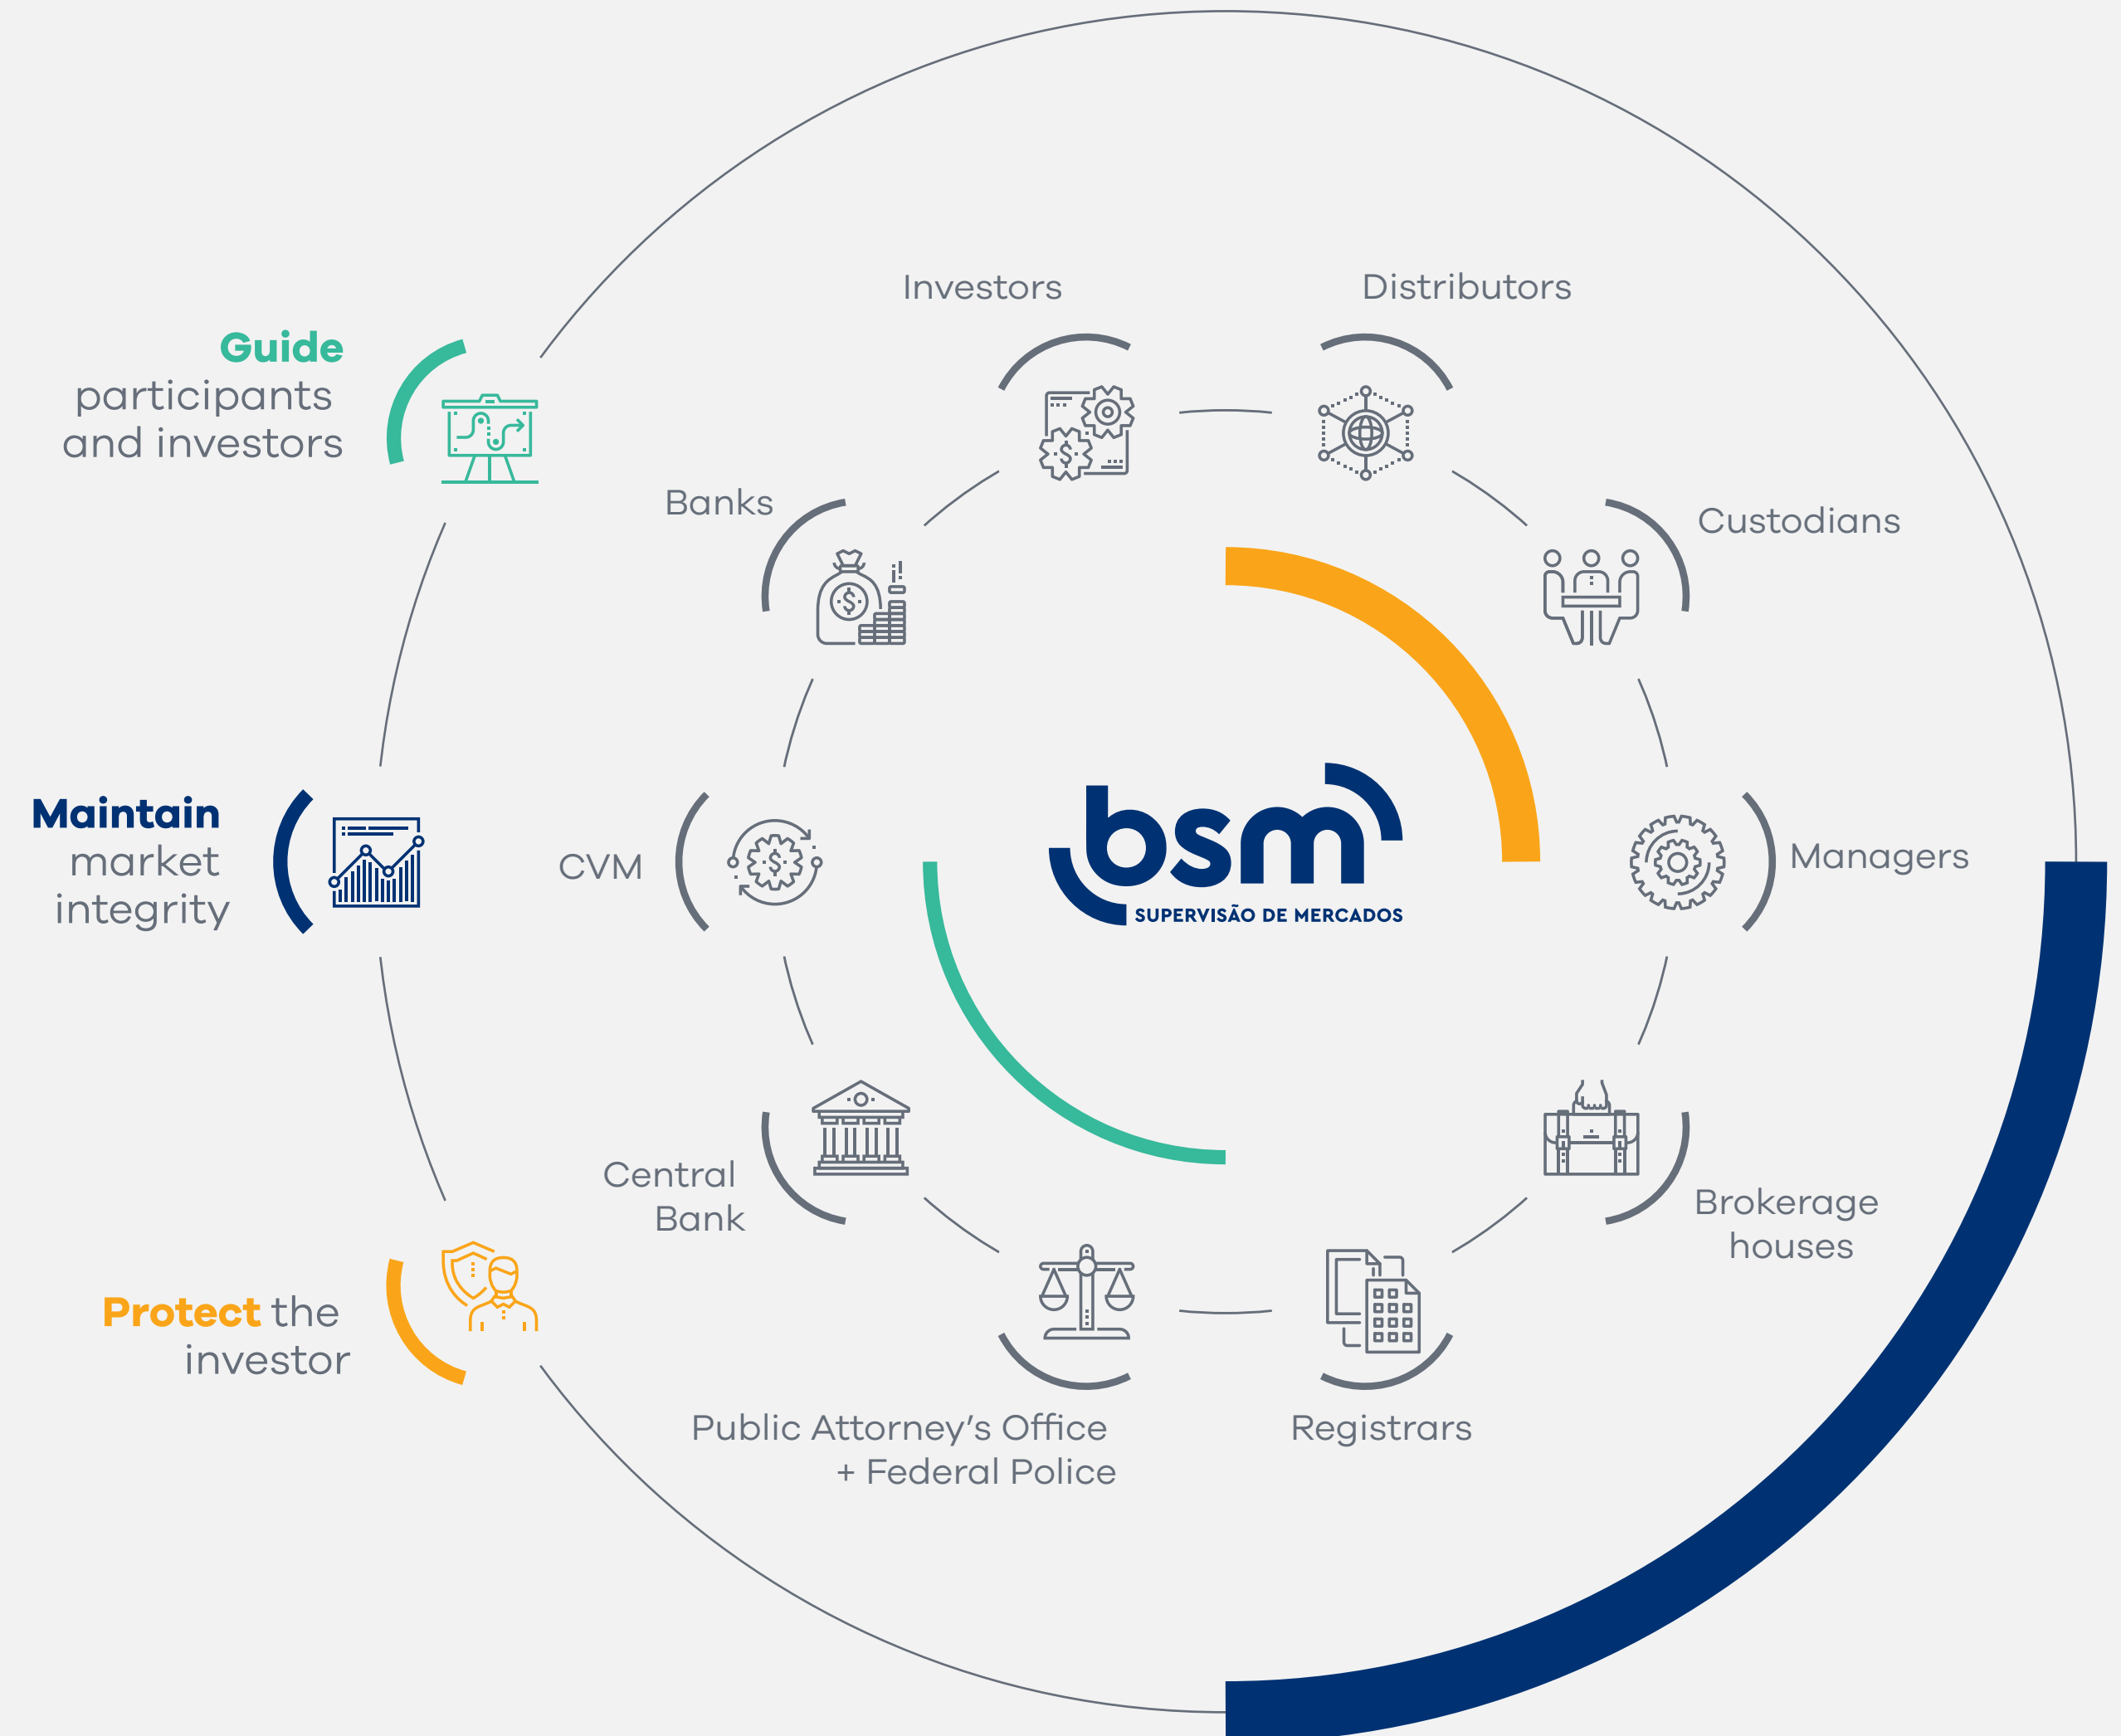 Guide
participants
and investors
Maintain
market
integrity
Protect the
investor
Investors
Distributors
Banks
Custodians
CVM
Managers
Central
Bank
Brokerage
houses
Public Attorney’s Office
+ Federal Police
Registrars
bsm
SUPERVISÃO DE MERCADOS